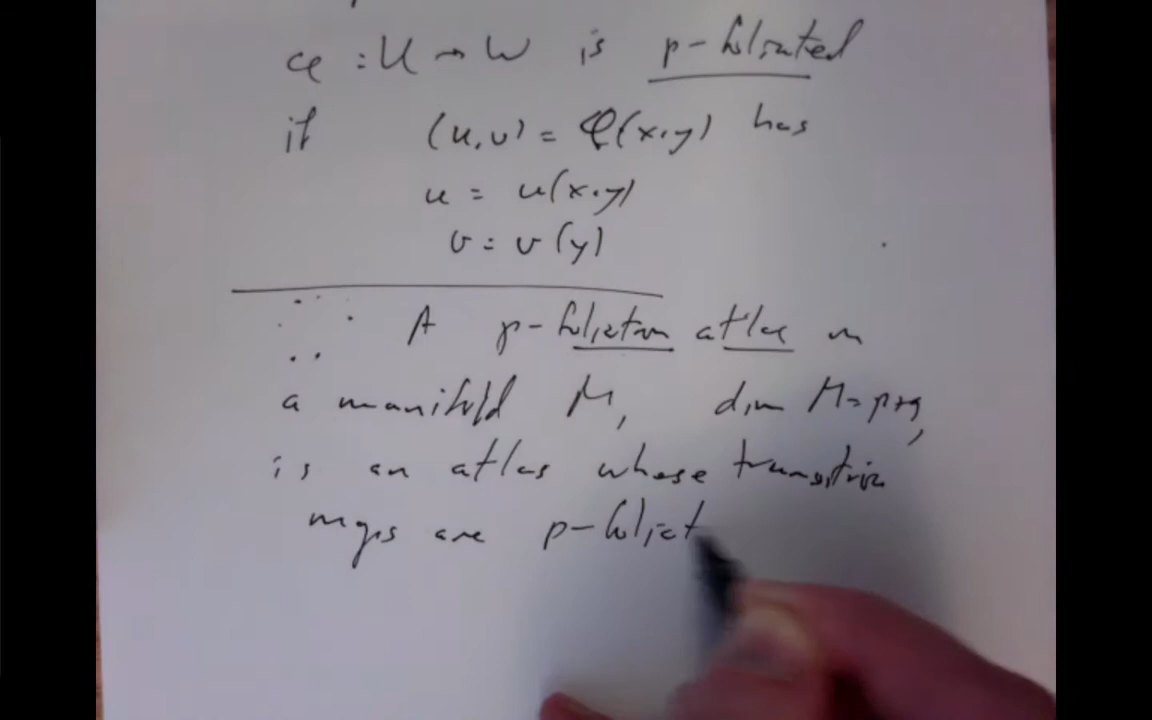 φ : U → W is p-foliated
if (u,v) = φ(x,y) has
u = u(x,y)
v = v(y)
∴ A p-foliation atlas on
a manifold M, dim M = p+q,
is an atlas whose transition
maps are p-foliat